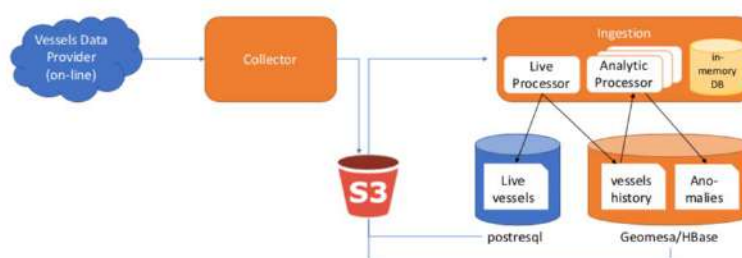 Vessels Data
Provider
(on-line)
Collector
Ingestion
Live
Processor
Analytic
Processor
in-
memory
DB
S3
Live
vessels
vessels
history
Ano-
malies
postresql
Geomesa/HBase